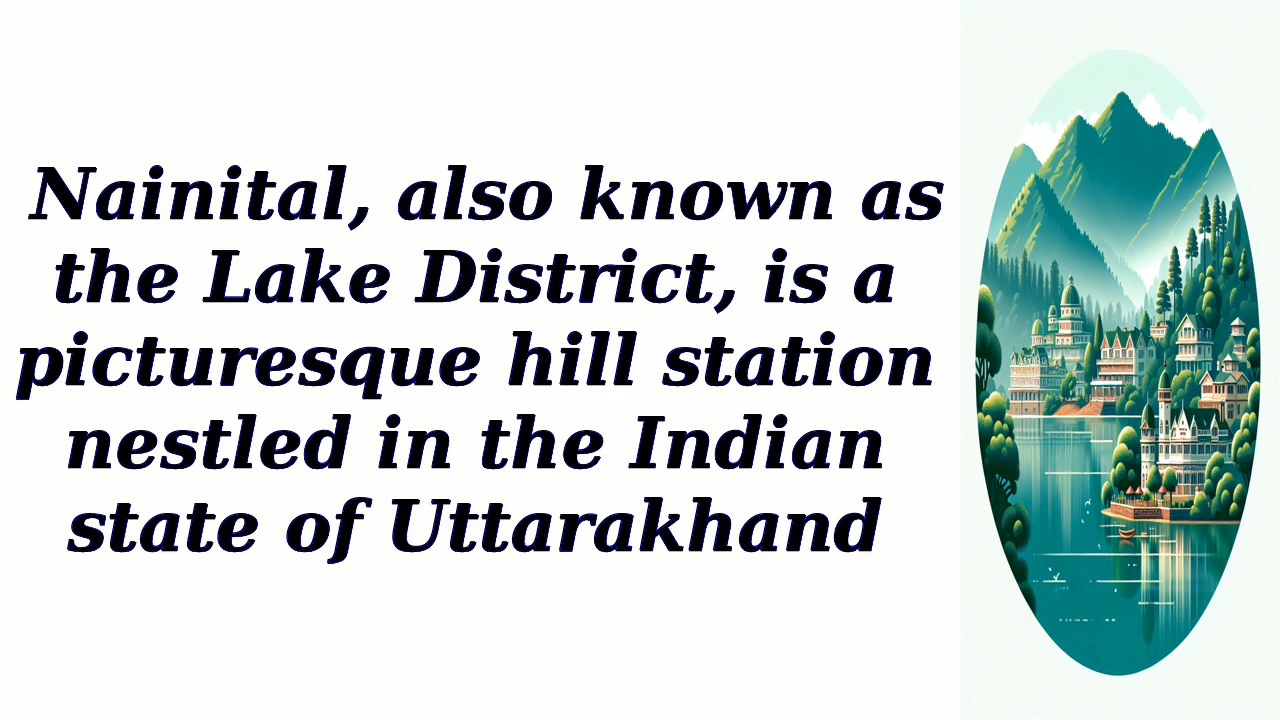 Nainital, also known as
the Lake District, is a
picturesque hill station
nestled in the Indian
state of Uttarakhand